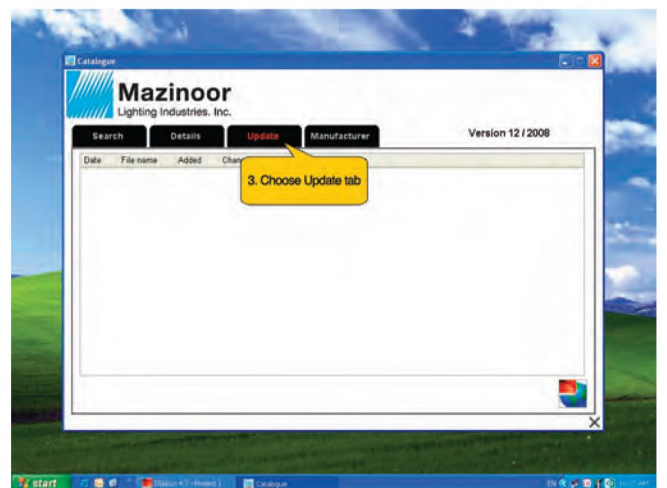 Catalogue
Mazinoor
Lighting Industries. Inc.
Search Details Update Manufacturer Version 12 / 2008
Date File name Added
3. Choose Update tab
start Catalogue EN